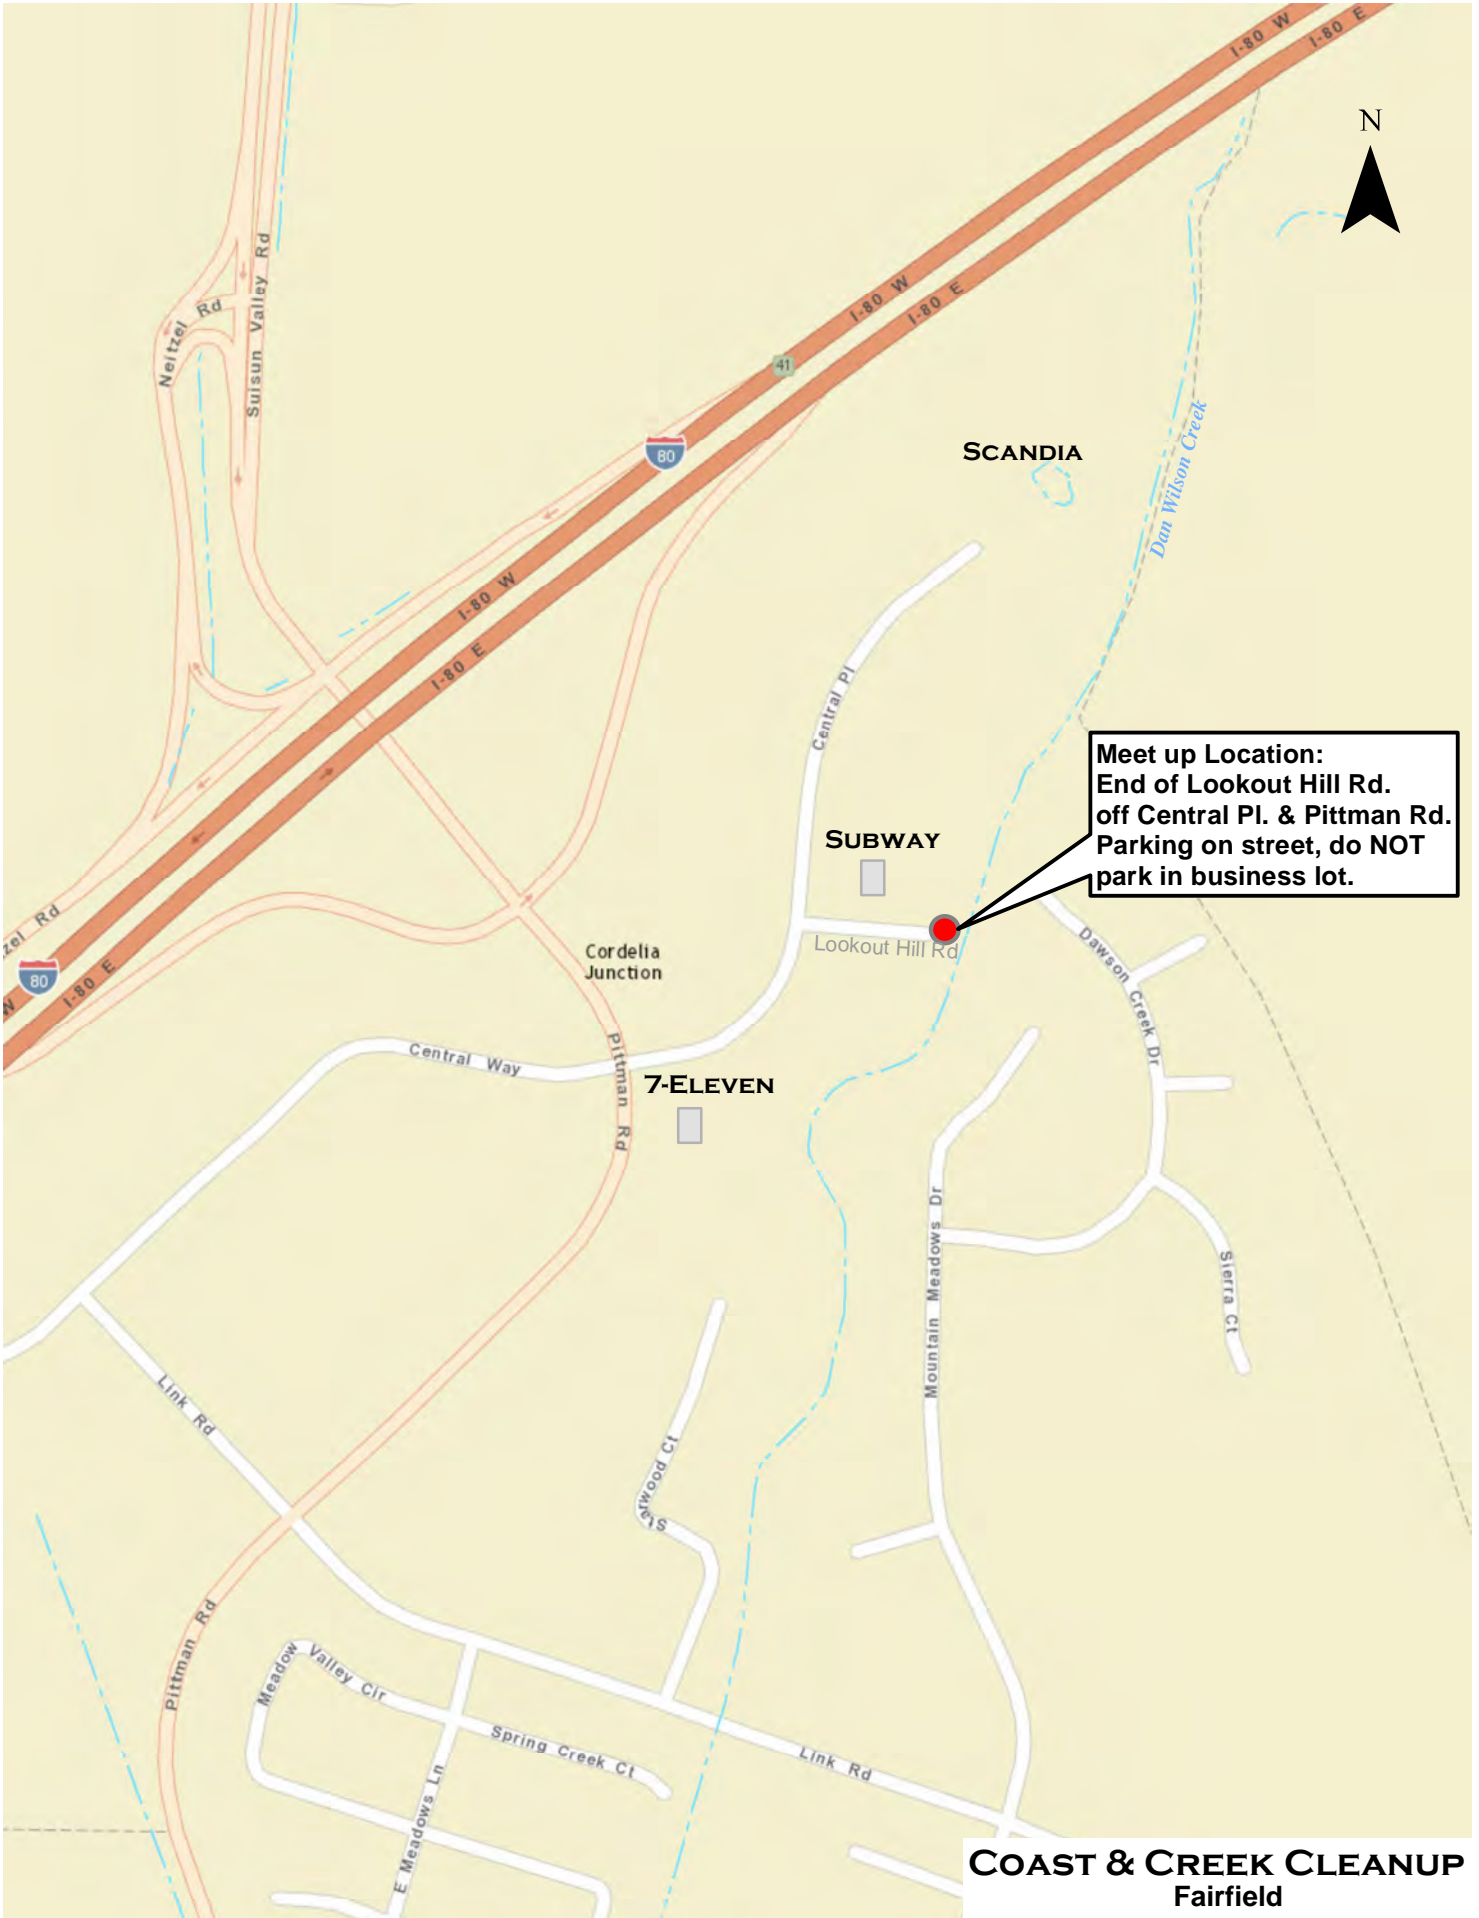 I-80 W
I-80 E
N
Suisun Valley Rd
Neitzel Rd
I-80 W
I-80 E
41
80
SCANDIA
Dan Wilson Creek
I-80 W
I-80 E
Central Pl
Meet up Location:
End of Lookout Hill Rd.
off Central Pl. & Pittman Rd.
Parking on street, do NOT
park in business lot.
SUBWAY
Lookout Hill Rd
zel Rd
80
W
I-80 E
Cordelia
Junction
Dawson Creek Dr
Central Way
Pittman Rd
7-ELEVEN
Mountain Meadows Dr
Sierra Ct
Link Rd
Starwood Ct
Pittman Rd
Meadow Valley Cir
Spring Creek Ct
Link Rd
E Meadows Ln
COAST & CREEK CLEANUP
Fairfield